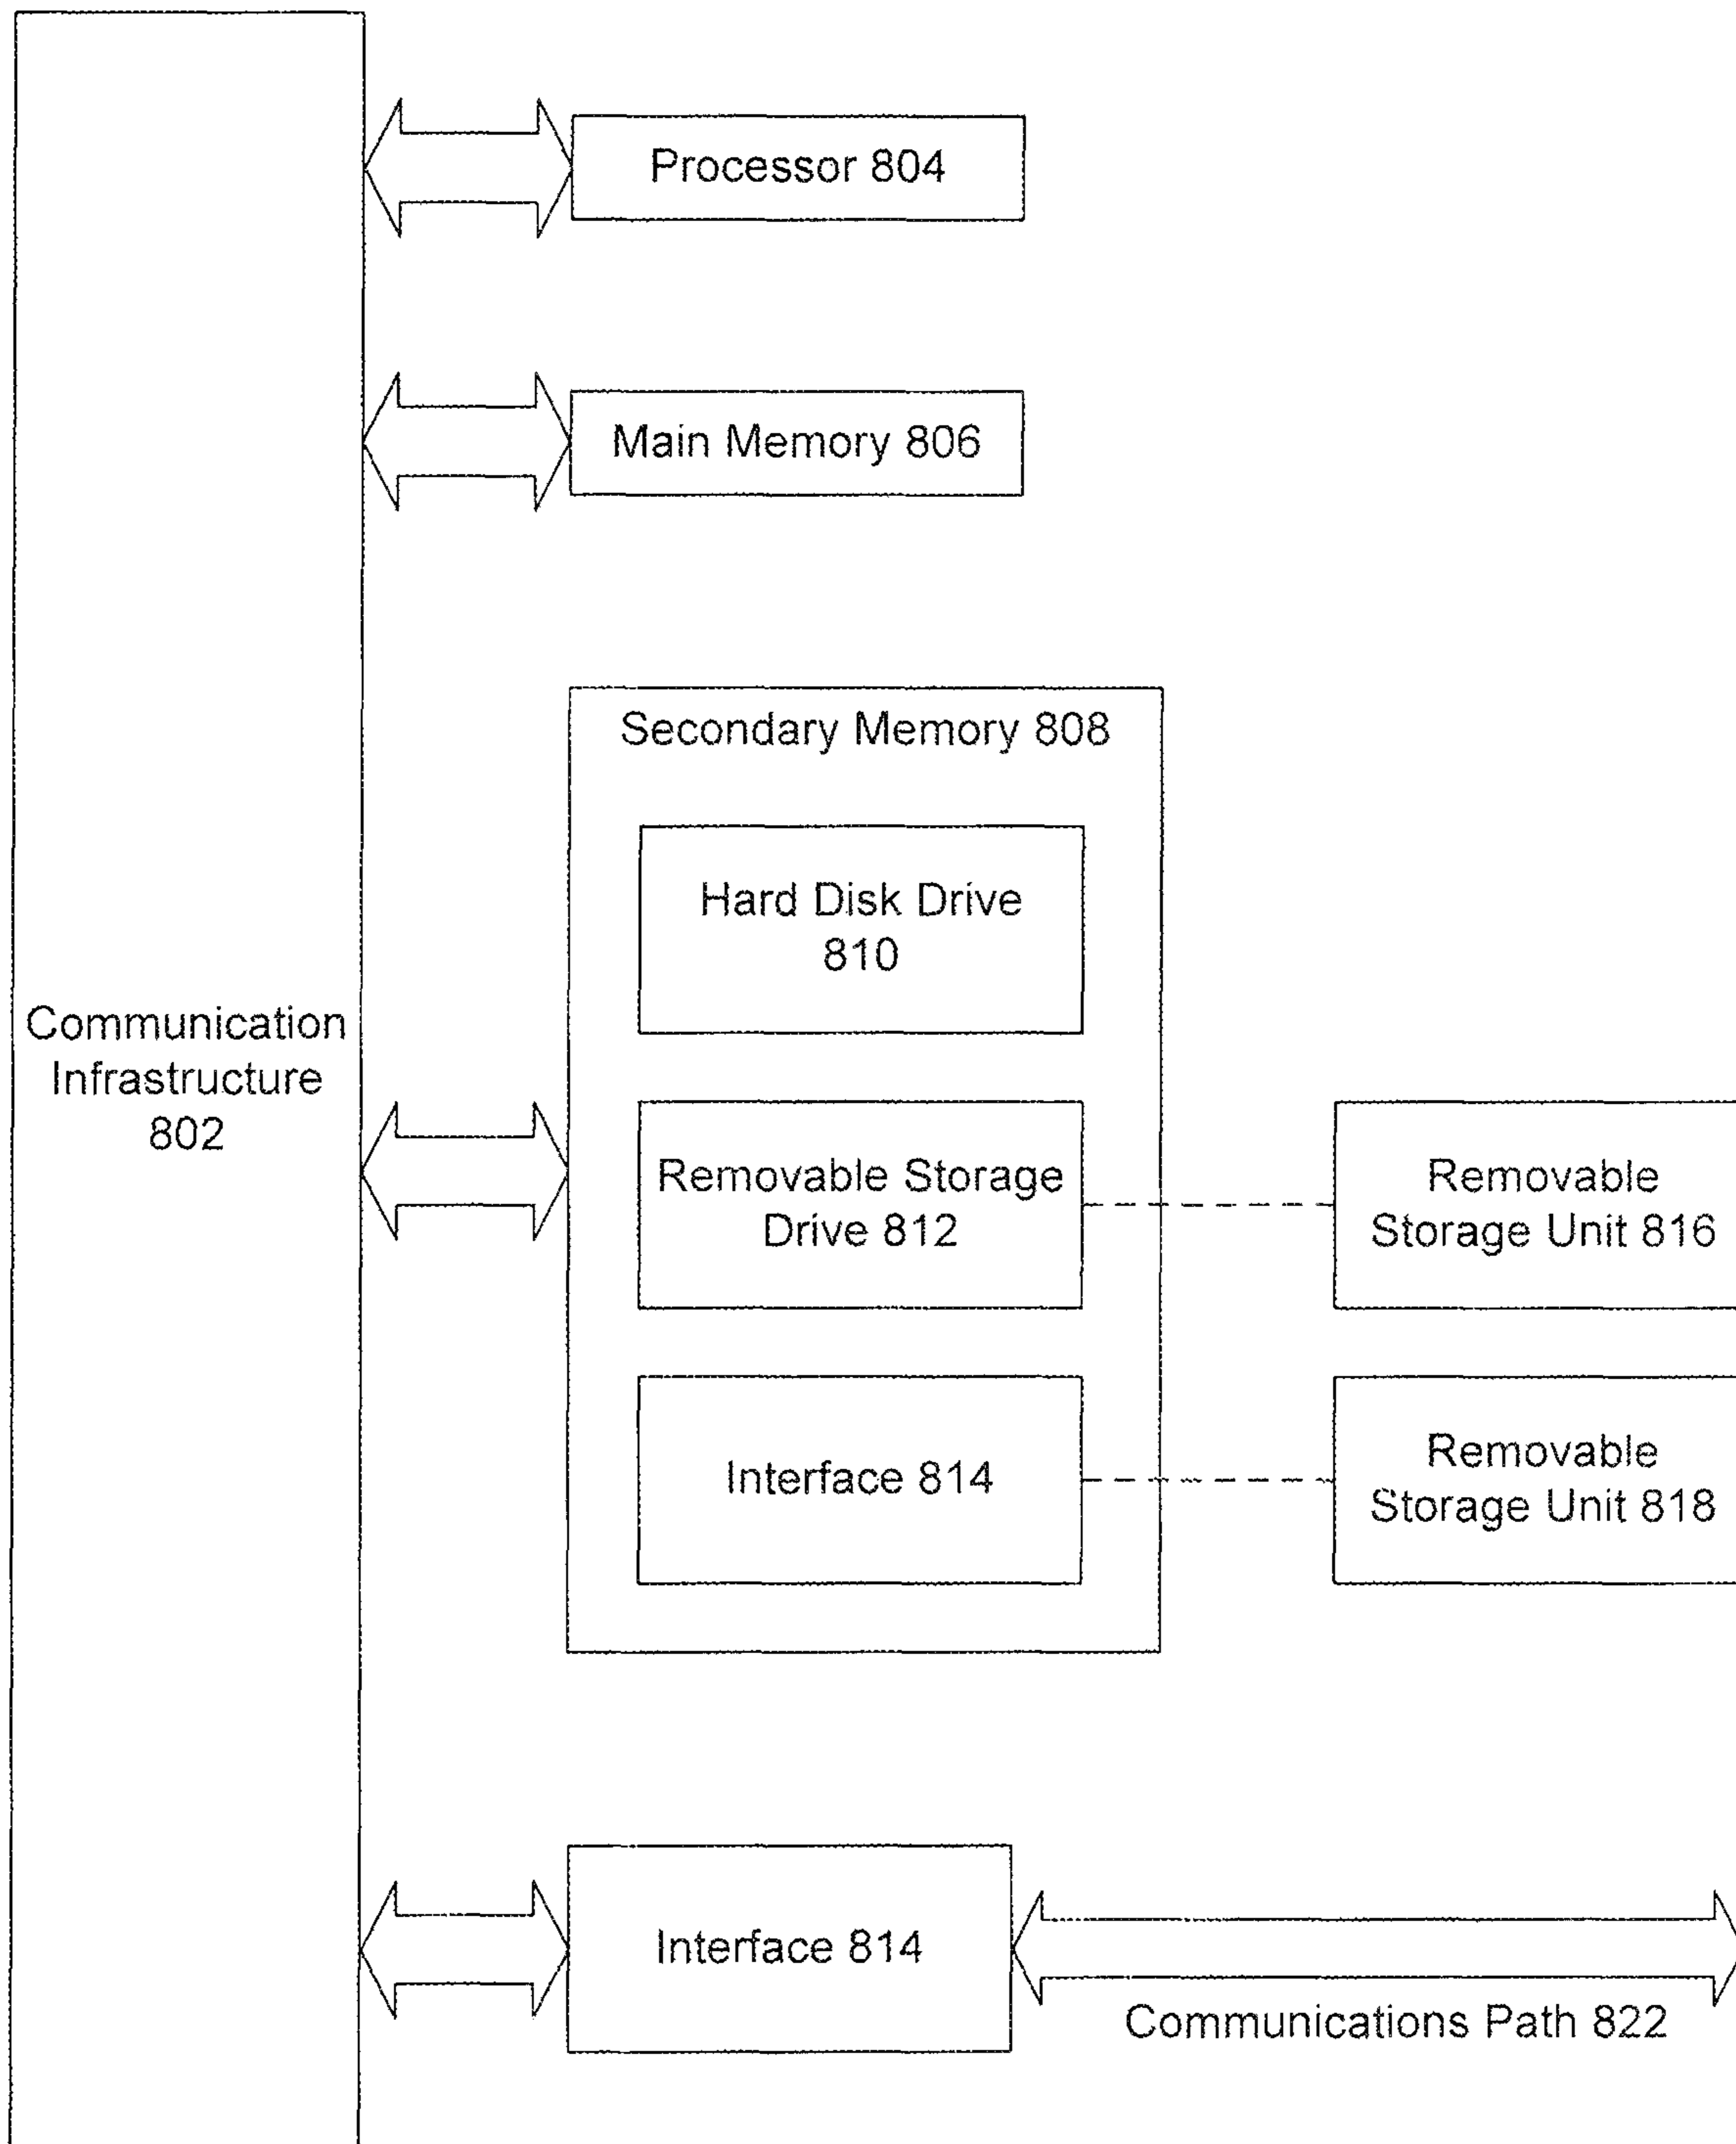 Processor 804
Main Memory 806
Secondary Memory 808
Hard Disk Drive
810
Communication
Infrastructure
802
Removable Storage
Drive 812
Removable
Storage Unit 816
Interface 814
Removable
Storage Unit 818
Interface 814
Communications Path 822